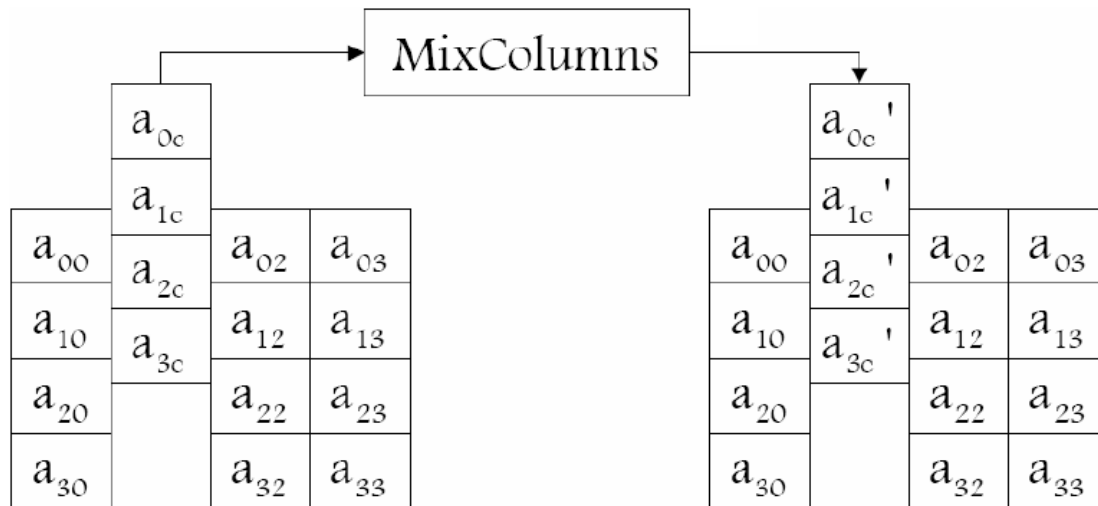 MixColumns
a0c
a1c
a2c
a3c
a00 a02 a03
a10 a12 a13
a20 a22 a23
a30 a32 a33
a0c '
a1c '
a2c '
a3c '
a00 a02 a03
a10 a12 a13
a20 a22 a23
a30 a32 a33